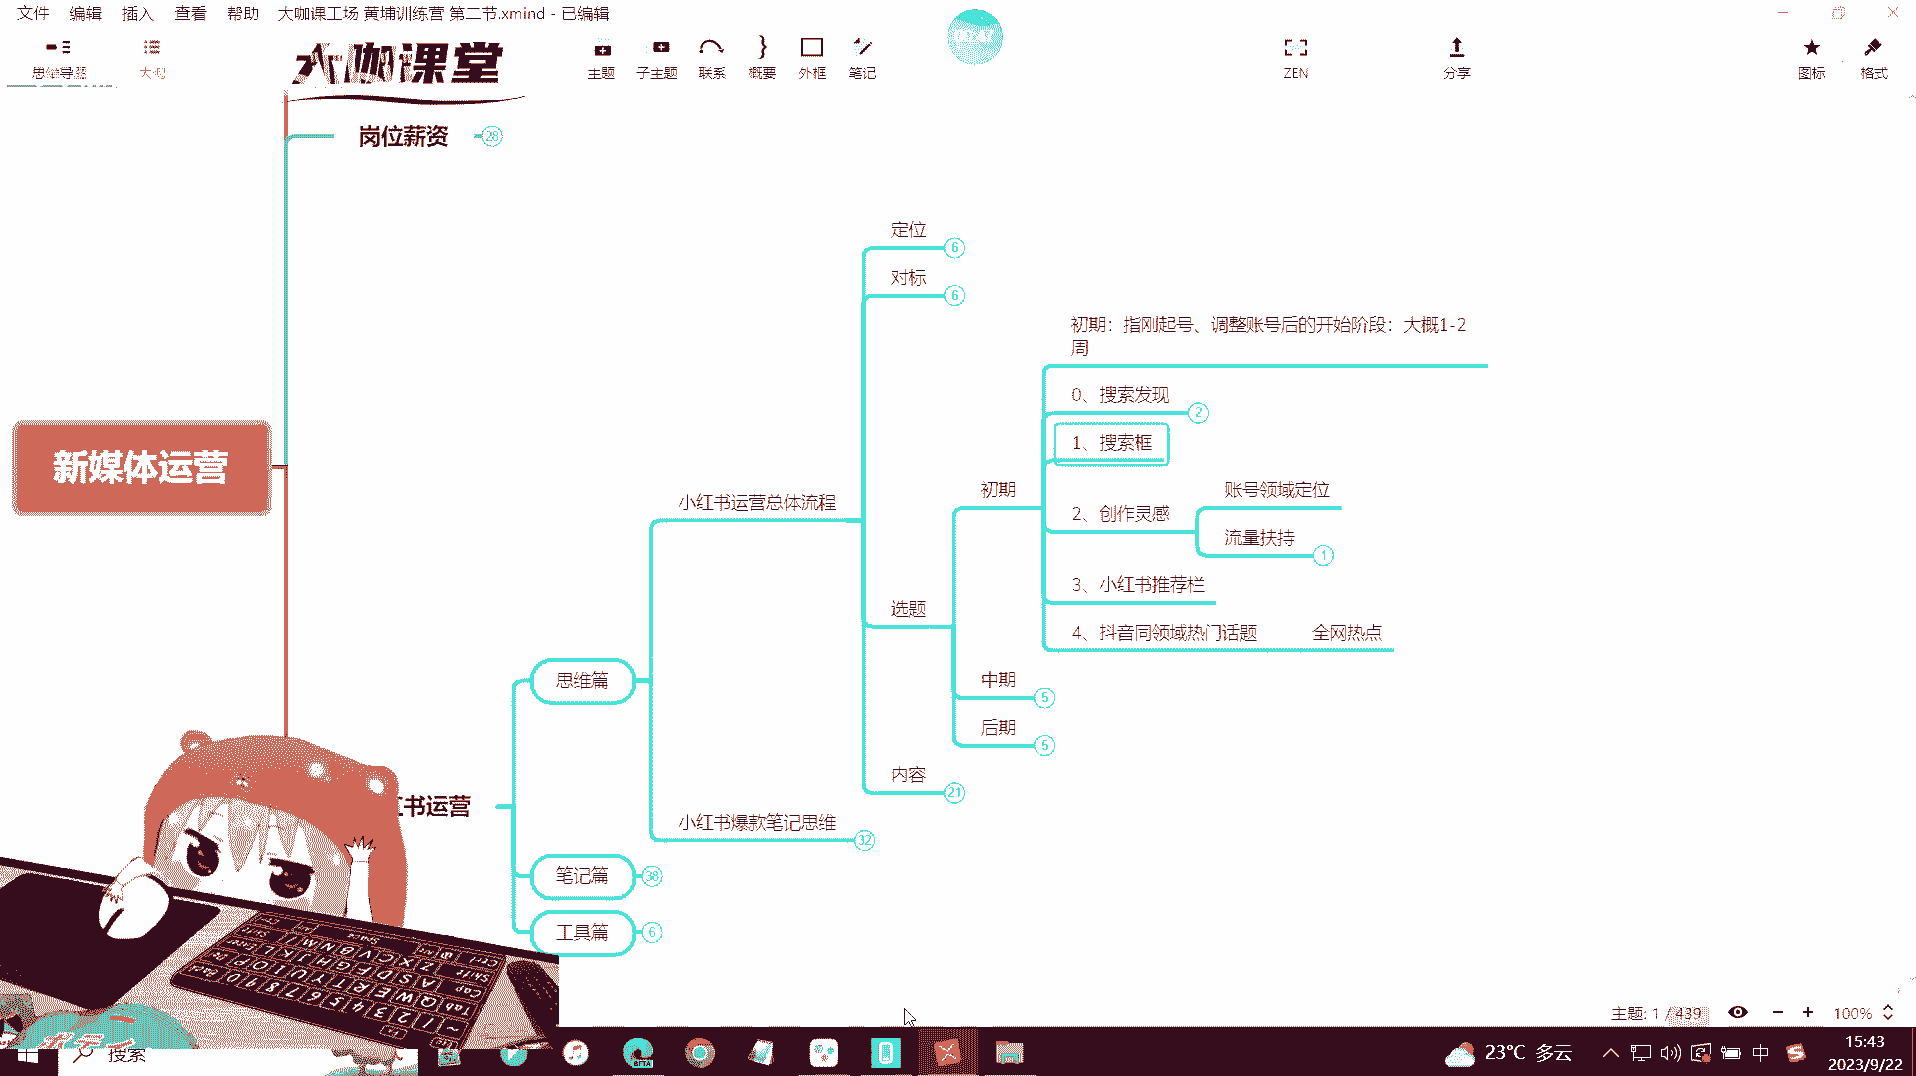 文件 编辑 插入 查看 帮助 大咖课工场 黄埔训练营 第二节.xmind - 已编辑
思维导图 大纲 大咖课堂 主题 子主题 联系 概要 外框 笔记 ZEN 分享 图标 格式
岗位薪资 28
定位 6
对标 6
初期：指刚起号、调整账号后的开始阶段：大概1-2
周
0、搜索发现 2
1、搜索框
新媒体运营
初期
账号领域定位
小红书运营总体流程
2、创作灵感
流量扶持 1
3、小红书推荐栏
选题
4、抖音同领域热门话题 全网热点
思维篇
中期 5
后期 5
内容 21
书运营
小红书爆款笔记思维 32
笔记篇 38
工具篇 6
主题: 1 / 439 100%
搜索
BETA
23°C 多云
中
15:43
2023/9/22